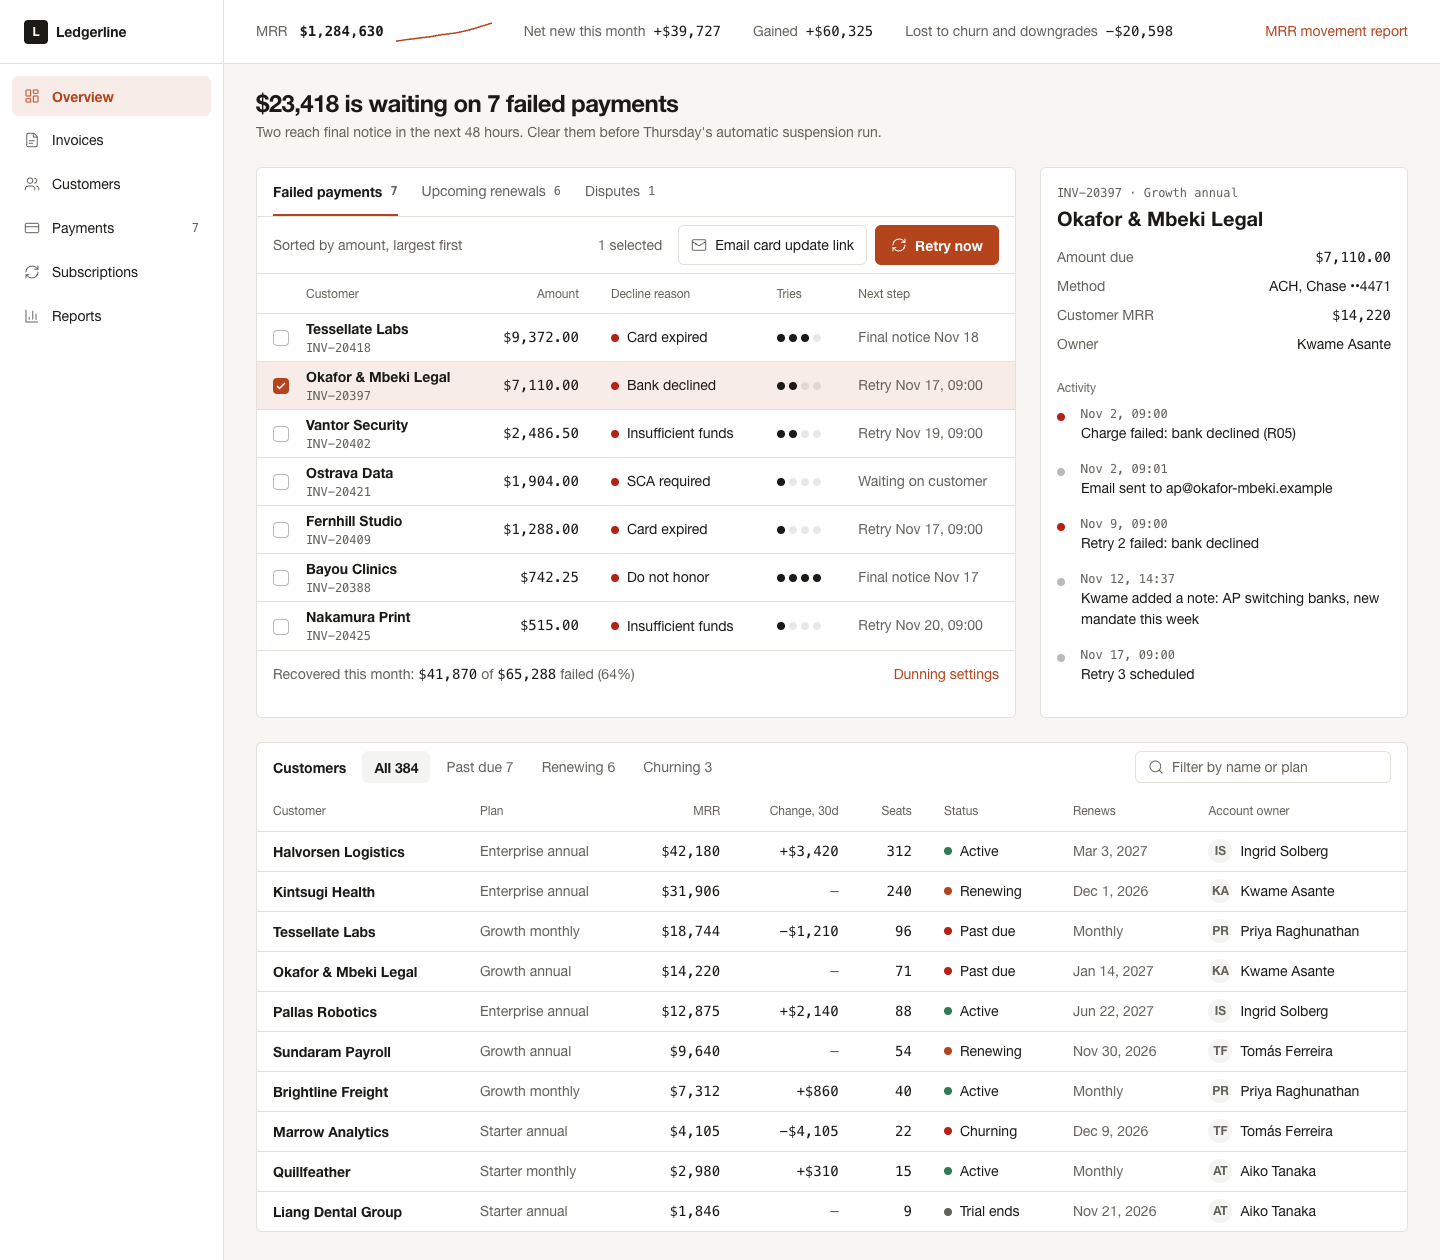 L Ledgerline
MRR $1,284,630 Net new this month +$39,727 Gained +$60,325 Lost to churn and downgrades −$20,598 MRR movement report
Overview
Invoices
Customers
Payments 7
Subscriptions
Reports
$23,418 is waiting on 7 failed payments
Two reach final notice in the next 48 hours. Clear them before Thursday's automatic suspension run.
Failed payments 7 Upcoming renewals 6 Disputes 1
Sorted by amount, largest first 1 selected Email card update link Retry now
Customer Amount Decline reason Tries Next step
Tessellate Labs $9,372.00 Card expired Final notice Nov 18
INV−20418
Okafor & Mbeki Legal $7,110.00 Bank declined Retry Nov 17, 09:00
INV−20397
Vantor Security $2,486.50 Insufficient funds Retry Nov 19, 09:00
INV−20402
Ostrava Data $1,904.00 SCA required Waiting on customer
INV−20421
Fernhill Studio $1,288.00 Card expired Retry Nov 17, 09:00
INV−20409
Bayou Clinics $742.25 Do not honor Final notice Nov 17
INV−20388
Nakamura Print $515.00 Insufficient funds Retry Nov 20, 09:00
INV−20425
Recovered this month: $41,870 of $65,288 failed (64%) Dunning settings
INV−20397 · Growth annual
Okafor & Mbeki Legal
Amount due $7,110.00
Method ACH, Chase ••4471
Customer MRR $14,220
Owner Kwame Asante
Activity
Nov 2, 09:00
Charge failed: bank declined (R05)
Nov 2, 09:01
Email sent to ap@okafor-mbeki.example
Nov 9, 09:00
Retry 2 failed: bank declined
Nov 12, 14:37
Kwame added a note: AP switching banks, new
mandate this week
Nov 17, 09:00
Retry 3 scheduled
Customers All 384 Past due 7 Renewing 6 Churning 3 Filter by name or plan
Customer Plan MRR Change, 30d Seats Status Renews Account owner
Halvorsen Logistics Enterprise annual $42,180 +$3,420 312 Active Mar 3, 2027 IS Ingrid Solberg
Kintsugi Health Enterprise annual $31,906 — 240 Renewing Dec 1, 2026 KA Kwame Asante
Tessellate Labs Growth monthly $18,744 −$1,210 96 Past due Monthly PR Priya Raghunathan
Okafor & Mbeki Legal Growth annual $14,220 — 71 Past due Jan 14, 2027 KA Kwame Asante
Pallas Robotics Enterprise annual $12,875 +$2,140 88 Active Jun 22, 2027 IS Ingrid Solberg
Sundaram Payroll Growth annual $9,640 — 54 Renewing Nov 30, 2026 TF Tomás Ferreira
Brightline Freight Growth monthly $7,312 +$860 40 Active Monthly PR Priya Raghunathan
Marrow Analytics Starter annual $4,105 −$4,105 22 Churning Dec 9, 2026 TF Tomás Ferreira
Quillfeather Starter monthly $2,980 +$310 15 Active Monthly AT Aiko Tanaka
Liang Dental Group Starter annual $1,846 — 9 Trial ends Nov 21, 2026 AT Aiko Tanaka